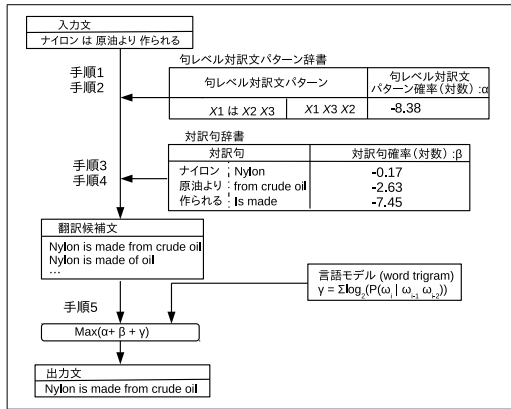 入力文
ナイロン は 原油より 作られる
手順1
手順2
句レベル対訳文パターン辞書
句レベル対訳文パターン
句レベル対訳文
パターン確率(対数) :α
X1 は X2 X3
X1 X3 X2
-8.38
対訳句辞書
対訳句
対訳句確率(対数) :β
ナイロン Nylon -0.17
原油より from crude oil -2.63
作られる Is made -7.45
手順3
手順4
翻訳候補文
Nylon is made from crude oil
Nylon is made of oil
…
言語モデル (word trigram)
γ = Σlog₂(P(ωᵢ | ωᵢ₋₁ ωᵢ₋₂))
手順5
Max(α+ β + γ)
出力文
Nylon is made from crude oil